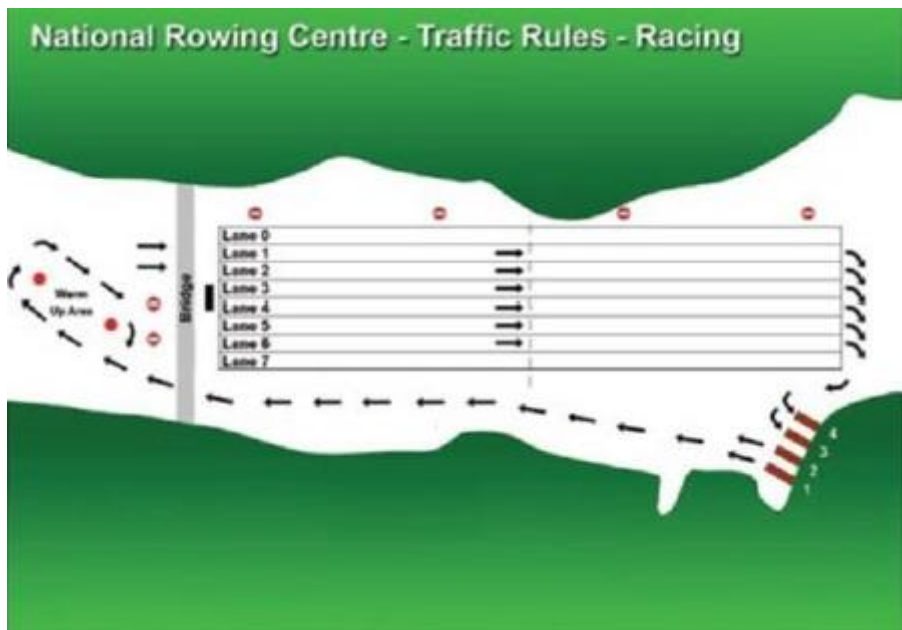 National Rowing Centre - Traffic Rules - Racing
Lane 0
Lane 1
Lane 2
Lane 3
Lane 4
Lane 5
Lane 6
Lane 7
Bridge
Warm
Up Area
4
3
2
1